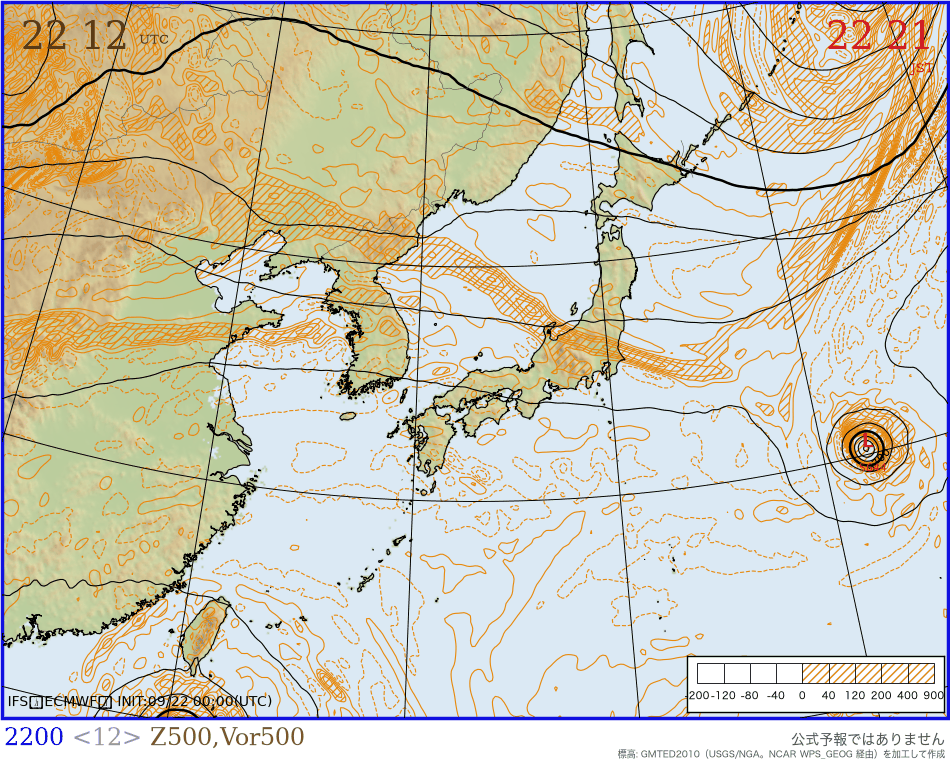 22 12 UTC
22 21 JST
L
IFS□ECMWF□ INIT:09/22 00:00(UTC)
-200 -120 -80 -40 0 40 120 200 400 900
2200 <12> Z500,Vor500
公式予報ではありません
標高: GMTED2010（USGS/NGA。NCAR WPS_GEOG 経由）を加工して作成